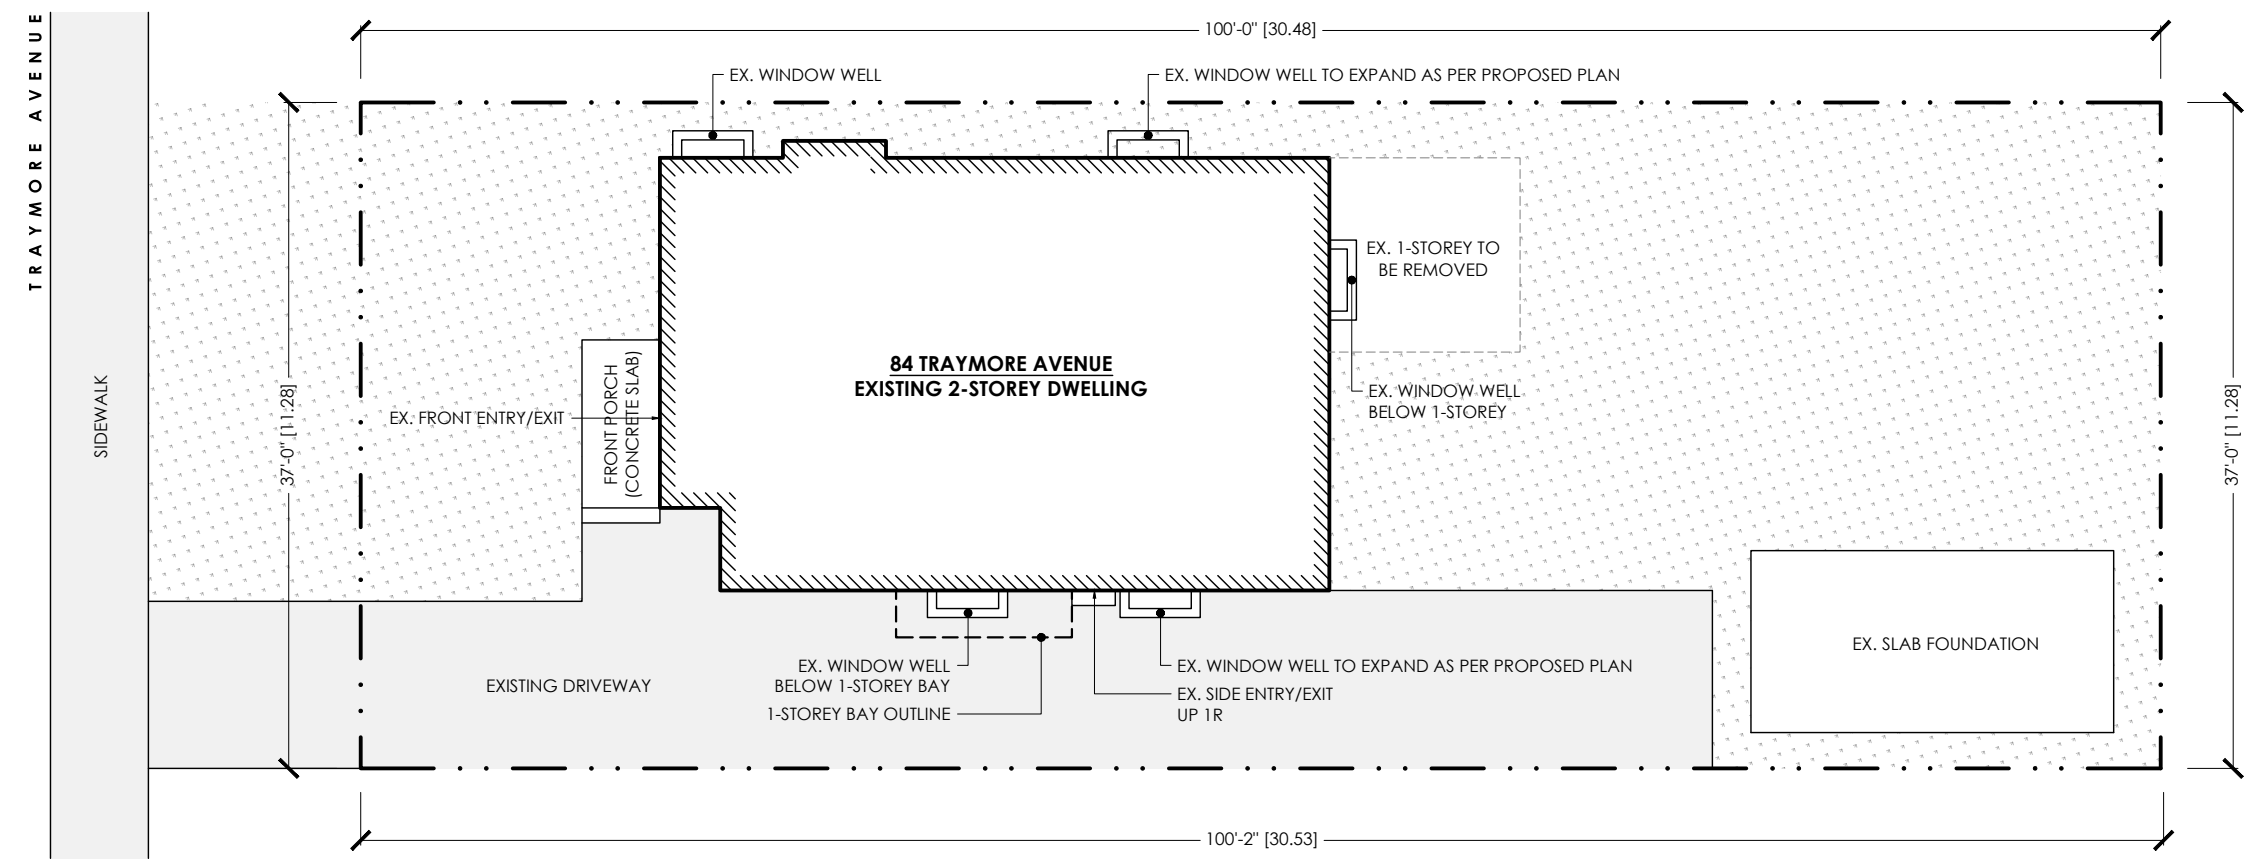 TRAYMORE AVENUE
100'-0" [30.48]
EX. WINDOW WELL
EX. WINDOW WELL TO EXPAND AS PER PROPOSED PLAN
SIDEWALK
37'-0" [11.28]
EX. FRONT ENTRY/EXIT
FRONT PORCH
(CONCRETE SLAB)
84 TRAYMORE AVENUE
EXISTING 2-STOREY DWELLING
EX. 1-STOREY TO
BE REMOVED
EX. WINDOW WELL
BELOW 1-STOREY
37'-0" [11.28]
EXISTING DRIVEWAY
EX. WINDOW WELL
BELOW 1-STOREY BAY
1-STOREY BAY OUTLINE
EX. WINDOW WELL TO EXPAND AS PER PROPOSED PLAN
EX. SIDE ENTRY/EXIT
UP 1R
EX. SLAB FOUNDATION
100'-2" [30.53]